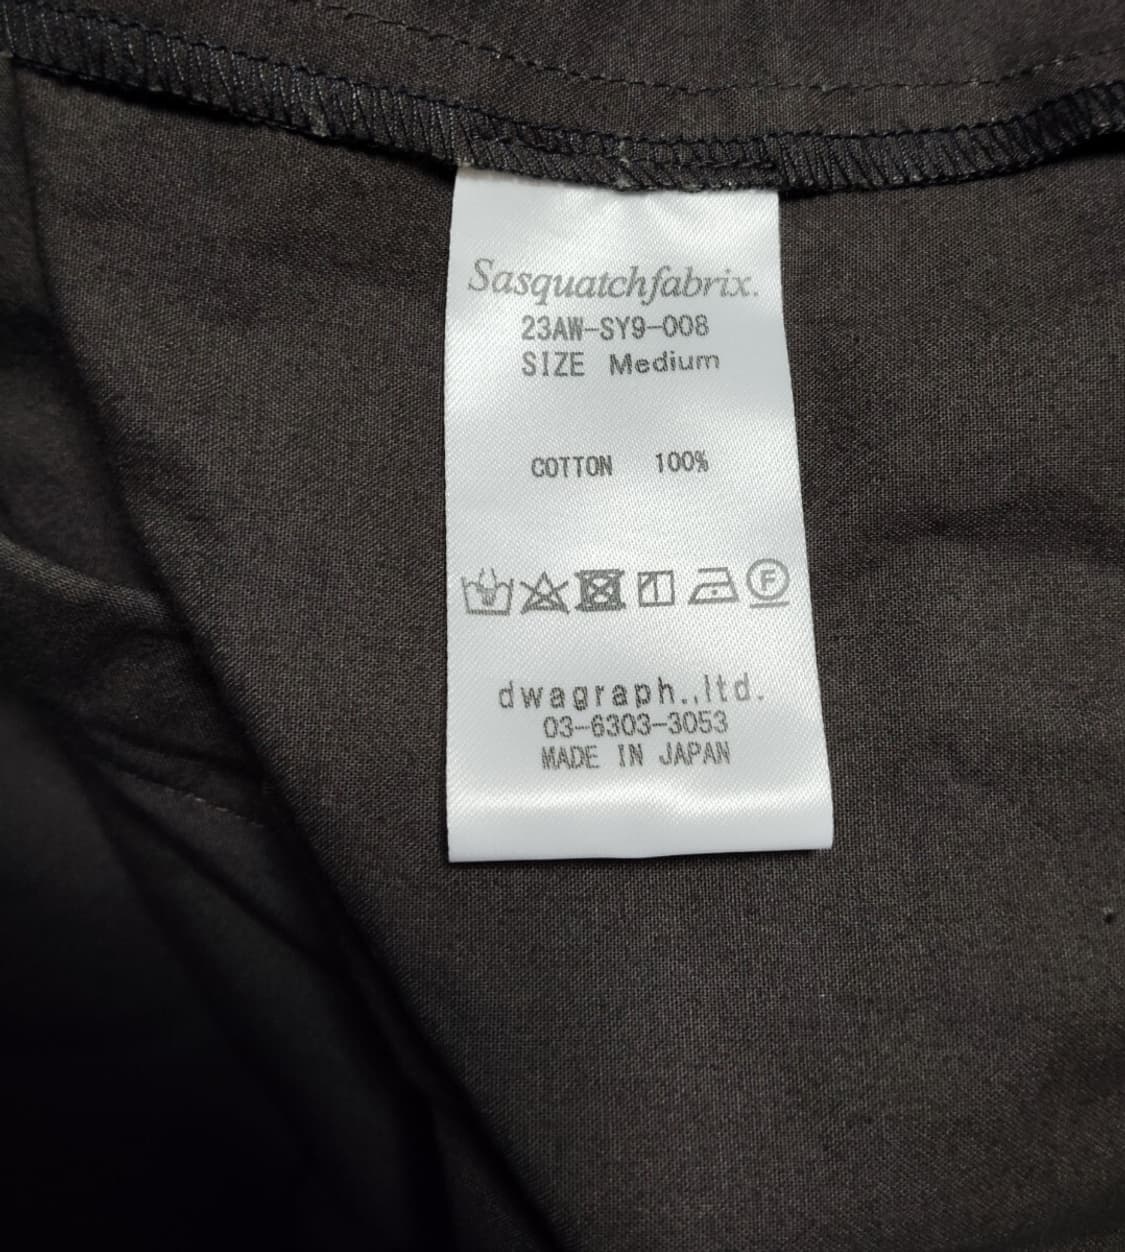 Sasquatchfabrix.
23AW-SY9-008
SIZE Medium
COTTON 100%
F
dwagraph.,ltd.
03-6303-3053
MADE IN JAPAN